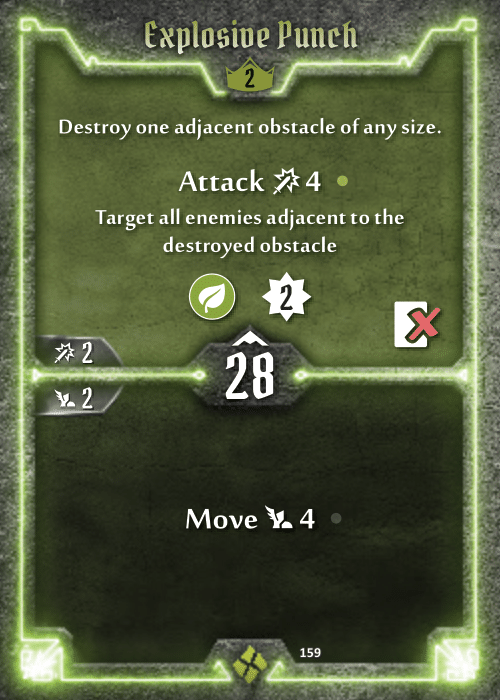 Explosive Punch
2
Destroy one adjacent obstacle of any size.
Attack 4
Target all enemies adjacent to the
destroyed obstacle
2
2
28
2
Move 4
159